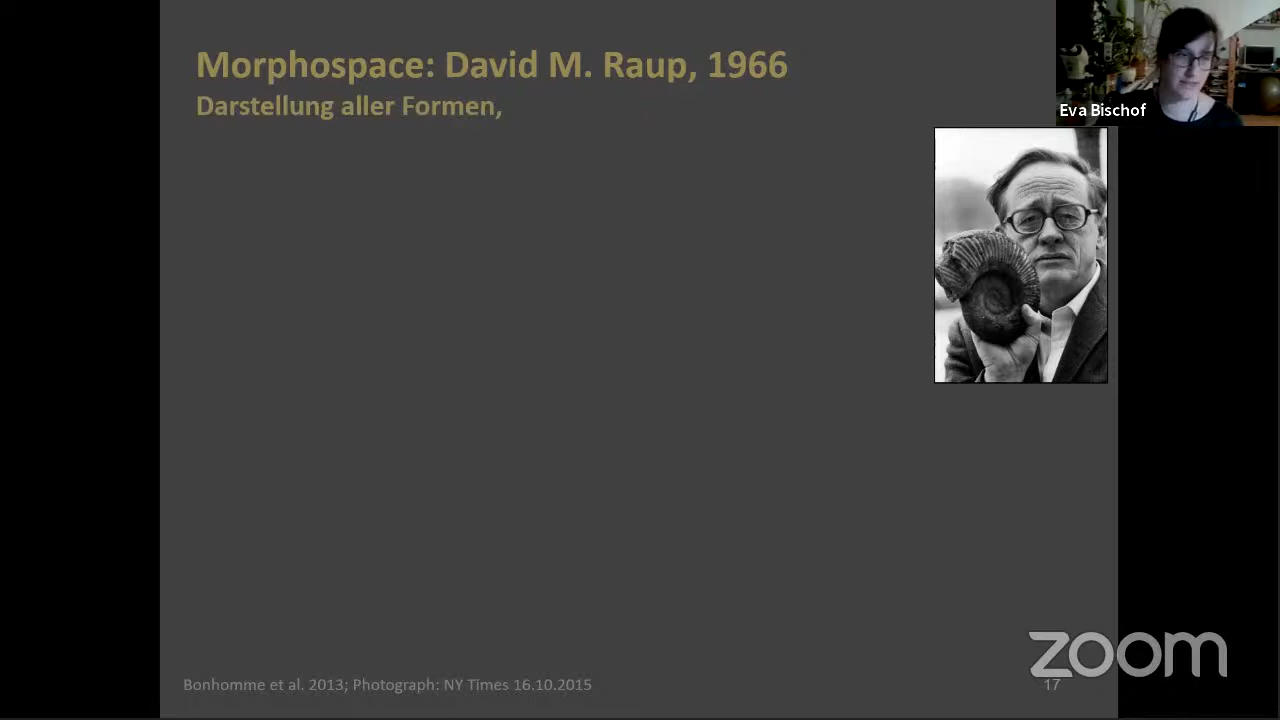 Morphospace: David M. Raup, 1966
Darstellung aller Formen,
Eva Bischof
Bonhomme et al. 2013; Photograph: NY Times 16.10.2015
17
zoom